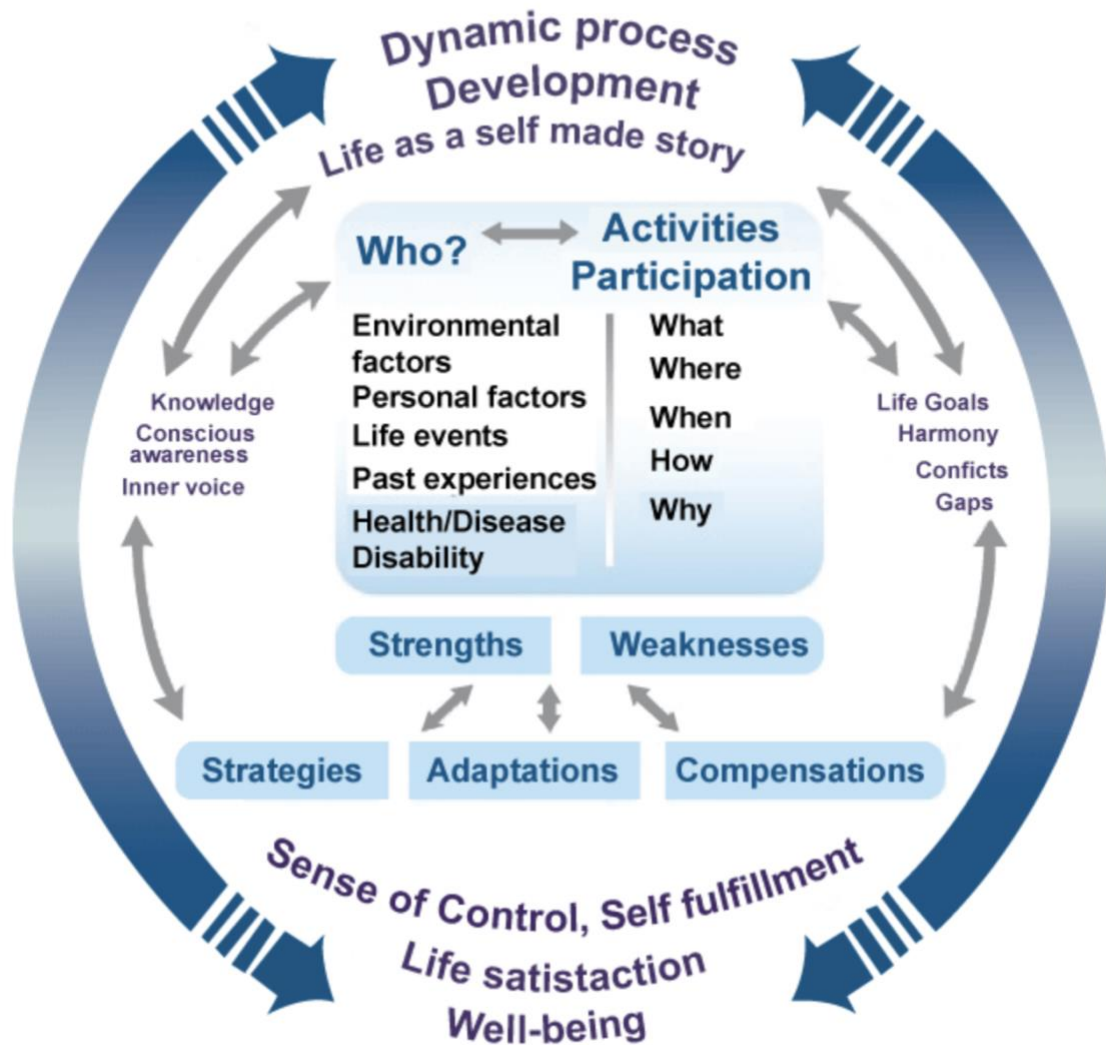 Dynamic process
Development
Life as a self made story
Who?
Activities
Participation
Environmental
factors
Personal factors
Life events
Past experiences
Health/Disease
Disability
What
Where
When
How
Why
Knowledge
Conscious
awareness
Inner voice
Life Goals
Harmony
Conficts
Gaps
Strengths
Weaknesses
Strategies
Adaptations
Compensations
Sense of Control, Self fulfillment
Life satistaction
Well-being